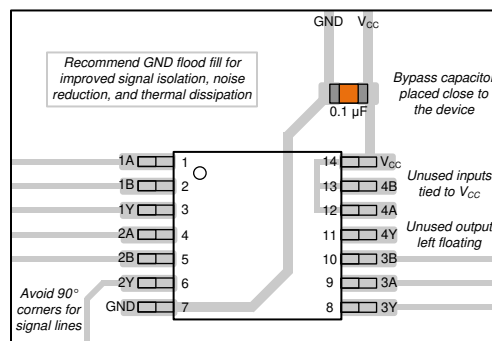 GND VCC
Recommend GND flood fill for
improved signal isolation, noise
reduction, and thermal dissipation
Bypass capacitor
placed close to
the device
0.1 µF
1A 1 14 VCC
1B 2 13 4B
1Y 3 12 4A
2A 4 11 4Y
2B 5 10 3B
2Y 6 9 3A
GND 7 8 3Y
Unused inputs
tied to VCC
Unused output
left floating
Avoid 90°
corners for
signal lines